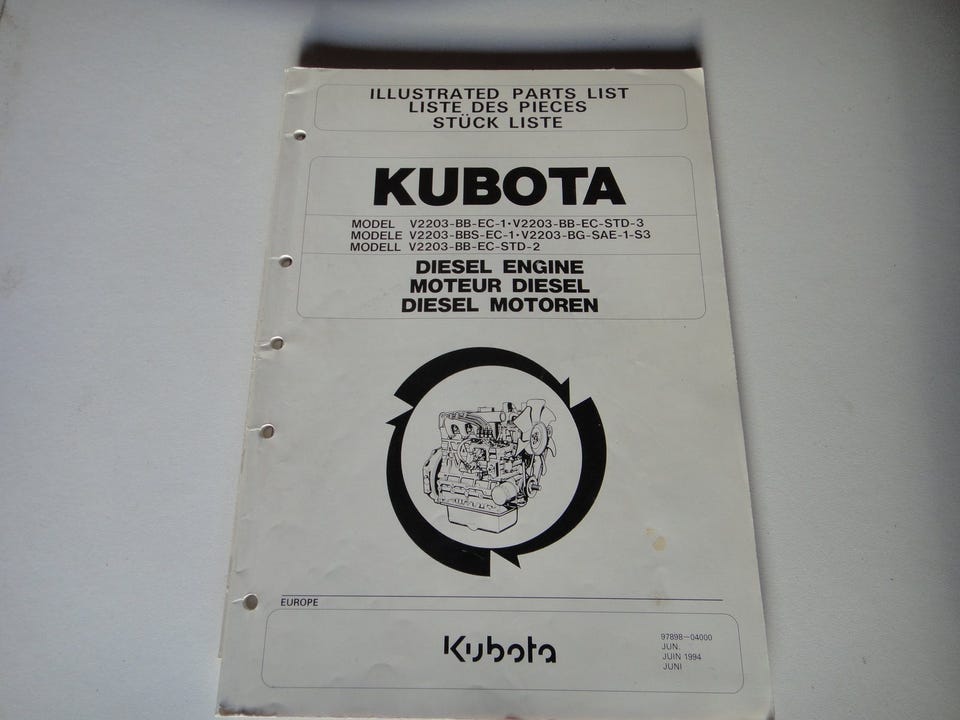 ILLUSTRATED PARTS LIST
LISTE DES PIECES
STÜCK LISTE
KUBOTA
MODEL V2203-BB-EC-1·V2203-BB-EC-STD-3
MODELE V2203-BBS-EC-1·V2203-BG-SAE-1-S3
MODELL V2203-BB-EC-STD-2
DIESEL ENGINE
MOTEUR DIESEL
DIESEL MOTOREN
EUROPE
Kubota
97898-04000
JUN.
JUIN 1994
JUNI